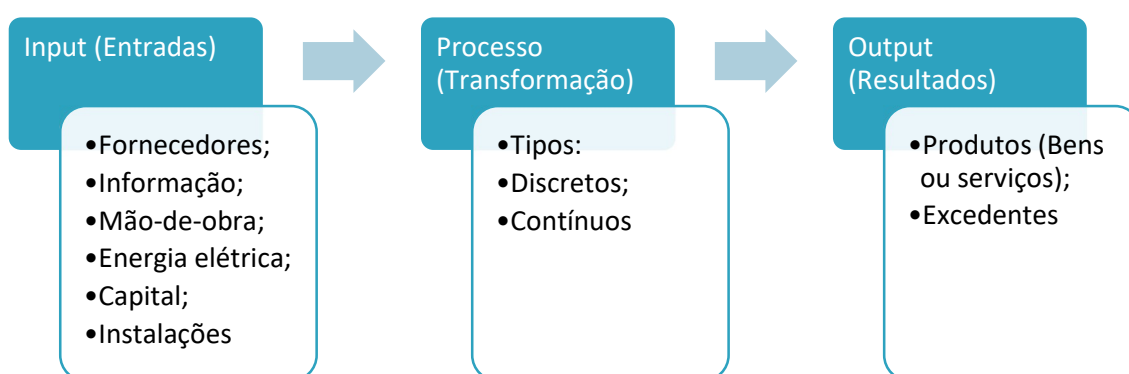 Input (Entradas)
•Fornecedores;
•Informação;
•Mão-de-obra;
•Energia elétrica;
•Capital;
•Instalações
Processo
(Transformação)
•Tipos:
•Discretos;
•Contínuos
Output
(Resultados)
•Produtos (Bens
ou serviços);
•Excedentes